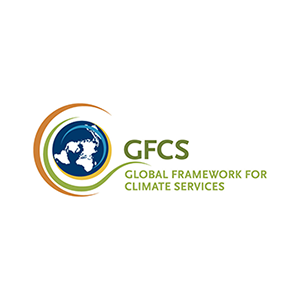 GFCS
GLOBAL FRAMEWORK FOR
CLIMATE SERVICES